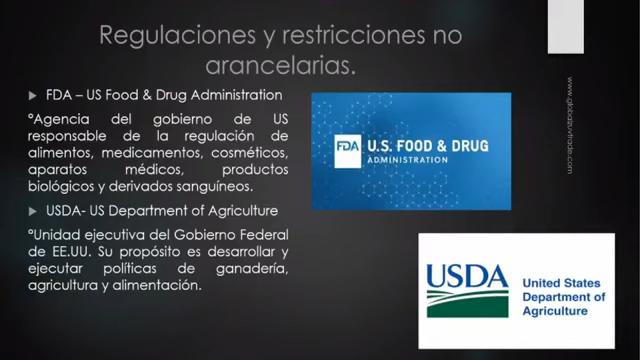 Regulaciones y restricciones no
arancelarias.
FDA – US Food & Drug Administration
°Agencia del gobierno de US
responsable de la regulación de
alimentos, medicamentos, cosméticos,
aparatos médicos, productos
biológicos y derivados sanguíneos.
USDA- US Department of Agriculture
°Unidad ejecutiva del Gobierno Federal
de EE.UU. Su propósito es desarrollar y
ejecutar políticas de ganadería,
agricultura y alimentación.
FDA U.S. FOOD & DRUG
ADMINISTRATION
USDA
United States
Department of
Agriculture